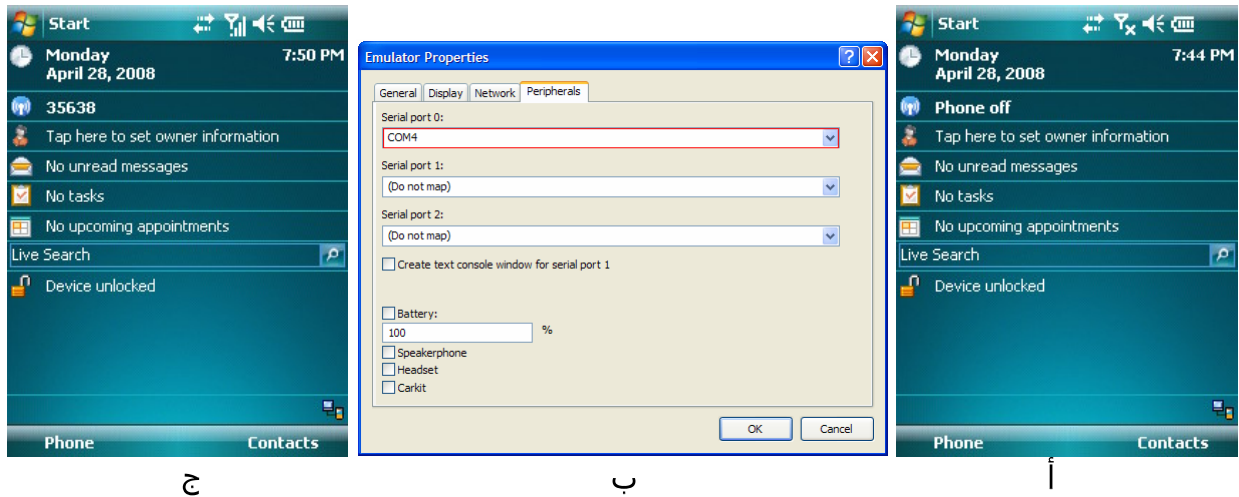 Start
Monday 7:50 PM
April 28, 2008
35638
Tap here to set owner information
No unread messages
No tasks
No upcoming appointments
Live Search
Device unlocked
Phone Contacts
ج
Emulator Properties
General Display Network Peripherals
Serial port 0:
COM4
Serial port 1:
(Do not map)
Serial port 2:
(Do not map)
Create text console window for serial port 1
Battery:
100 %
Speakerphone
Headset
Carkit
OK Cancel
ب
Start
Monday 7:44 PM
April 28, 2008
Phone off
Tap here to set owner information
No unread messages
No tasks
No upcoming appointments
Live Search
Device unlocked
Phone Contacts
أ